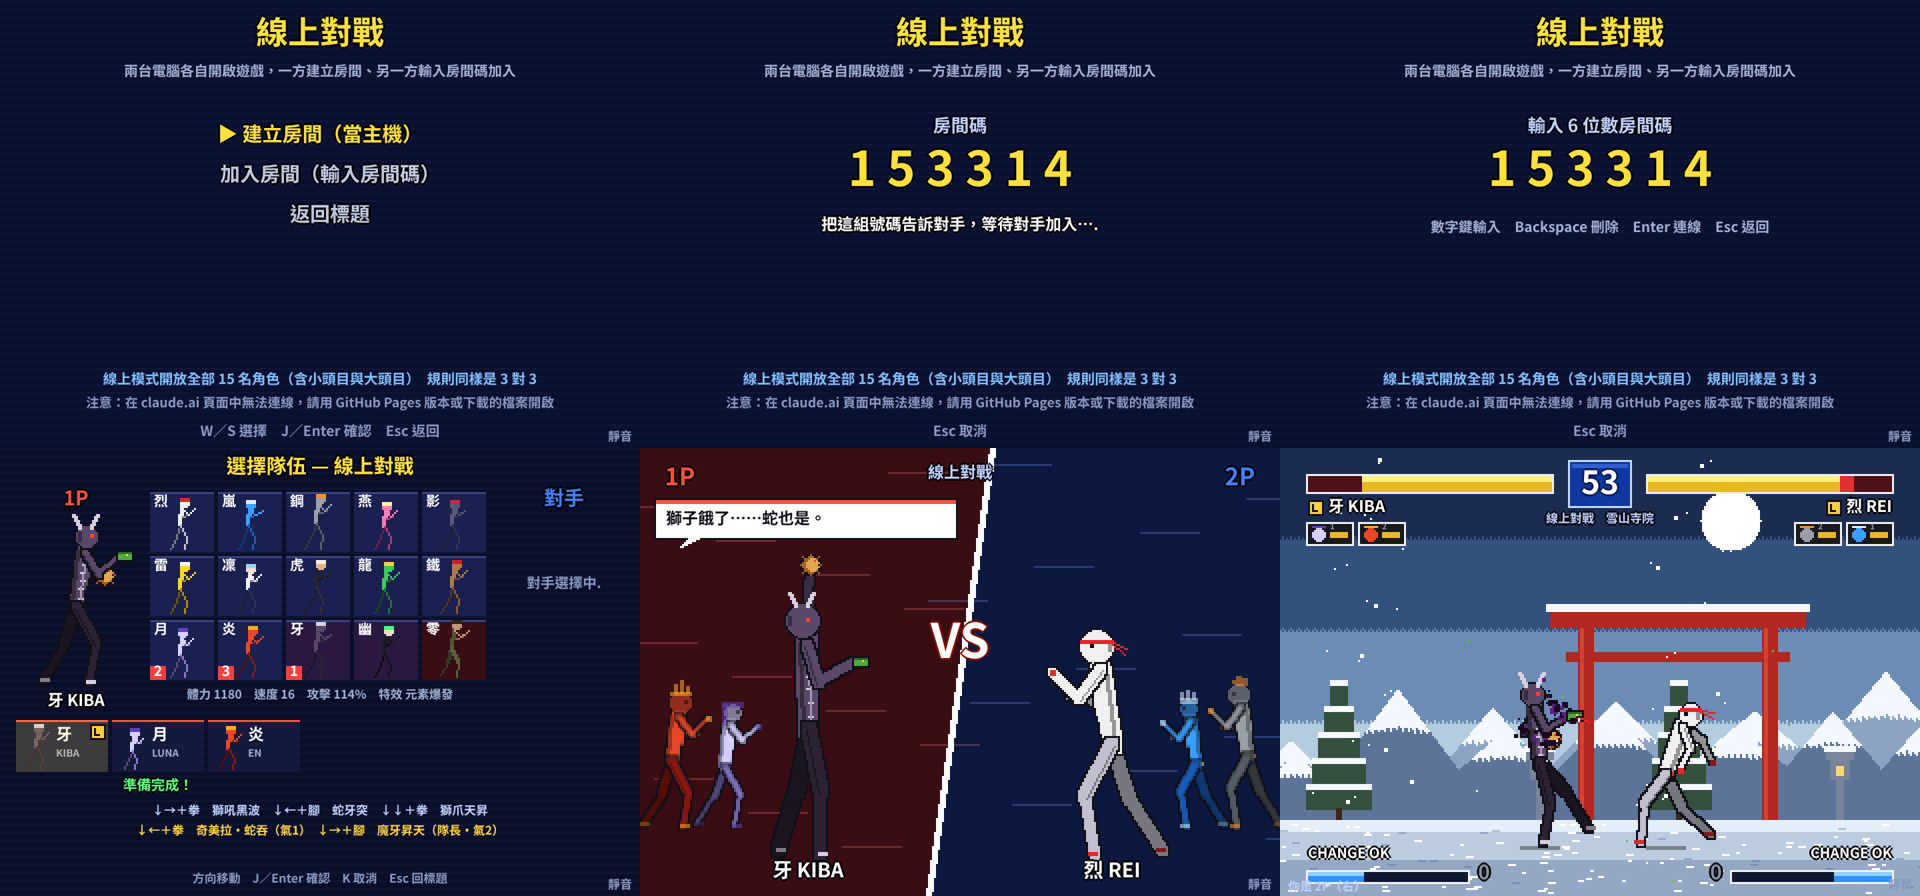 線上對戰
兩台電腦各自開啟遊戲，一方建立房間、另一方輸入房間碼加入
▶ 建立房間（當主機）
加入房間（輸入房間碼）
返回標題
線上模式開放全部 15 名角色（含小頭目與大頭目） 規則同樣是 3 對 3
注意：在 claude.ai 頁面中無法連線，請用 GitHub Pages 版本或下載的檔案開啟
W／S 選擇 J／Enter 確認 Esc 返回
靜音
線上對戰
兩台電腦各自開啟遊戲，一方建立房間、另一方輸入房間碼加入
房間碼
153314
把這組號碼告訴對手，等待對手加入⋯.
線上模式開放全部 15 名角色（含小頭目與大頭目） 規則同樣是 3 對 3
注意：在 claude.ai 頁面中無法連線，請用 GitHub Pages 版本或下載的檔案開啟
Esc 取消
靜音
線上對戰
兩台電腦各自開啟遊戲，一方建立房間、另一方輸入房間碼加入
輸入 6 位數房間碼
153314
數字鍵輸入 Backspace 刪除 Enter 連線 Esc 返回
線上模式開放全部 15 名角色（含小頭目與大頭目） 規則同樣是 3 對 3
注意：在 claude.ai 頁面中無法連線，請用 GitHub Pages 版本或下載的檔案開啟
Esc 取消
靜音
選擇隊伍 — 線上對戰
1P
對手
烈 嵐 鋼 燕 影
雷 凜 虎 龍 鐵
對手選擇中.
月 炎 牙 幽 零
2 3 1
體力 1180 速度 16 攻擊 114% 特效 元素爆發
牙 KIBA
牙 L 月 炎
KIBA LUNA EN
準備完成！
↓→＋拳 獅吼黑波 ↓←＋腳 蛇牙突 ↓↓＋拳 獅爪天昇
↓←＋拳 奇美拉・蛇吞（氣1） ↓→＋腳 魔牙昇天（隊長・氣2）
方向移動 J／Enter 確認 K 取消 Esc 回標題
靜音
1P
線上對戰
2P
獅子餓了⋯⋯蛇也是。
VS
牙 KIBA
烈 REI
靜音
53
L 牙 KIBA
L 烈 REI
線上對戰 雪山寺院
1 2 2 1
CHANGE OK
CHANGE OK
0
0
你是 2P（右）
靜音